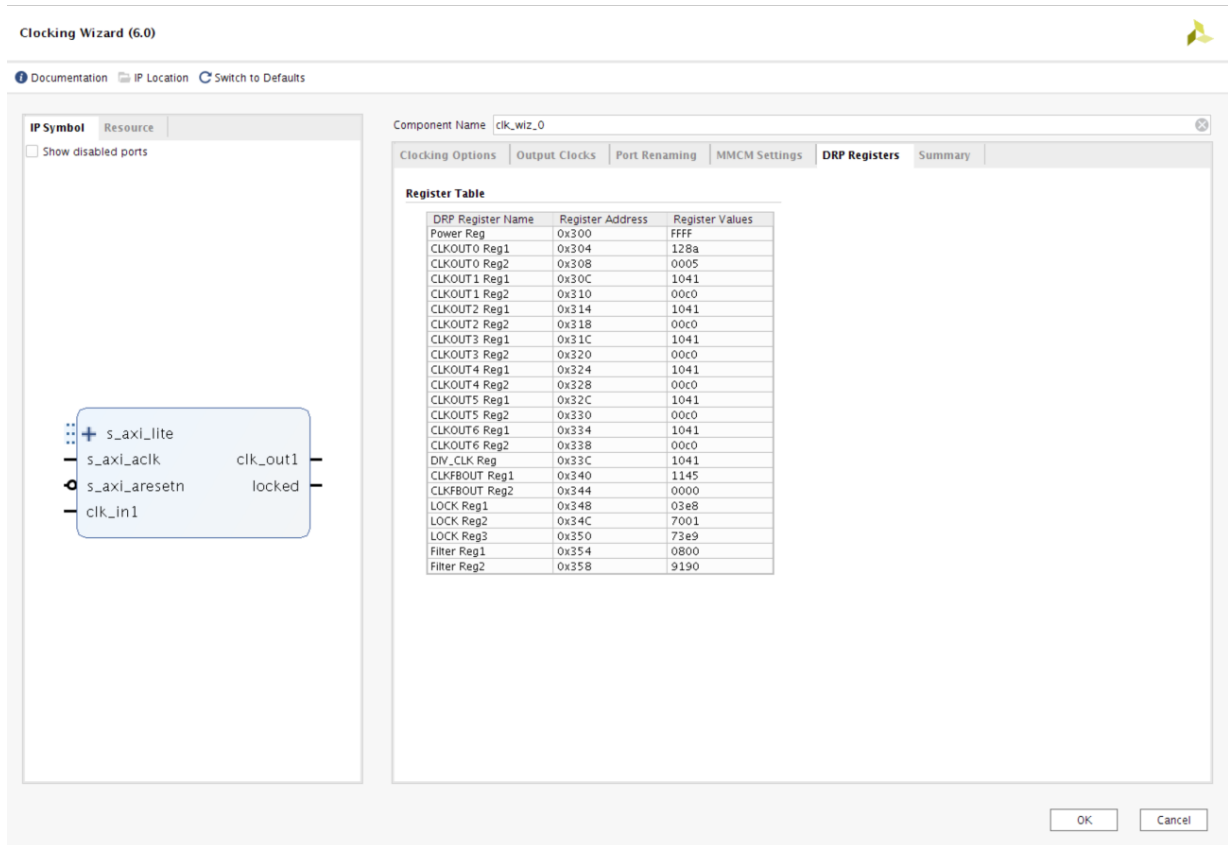 Clocking Wizard (6.0)
Documentation IP Location Switch to Defaults
IP Symbol Resource
Show disabled ports
s_axi_lite
s_axi_aclk clk_out1
s_axi_aresetn locked
clk_in1
Component Name clk_wiz_0
Clocking Options Output Clocks Port Renaming MMCM Settings DRP Registers Summary
Register Table
DRP Register Name Register Address Register Values
Power Reg 0x300 FFFF
CLKOUT0 Reg1 0x304 128a
CLKOUT0 Reg2 0x308 0005
CLKOUT1 Reg1 0x30C 1041
CLKOUT1 Reg2 0x310 00c0
CLKOUT2 Reg1 0x314 1041
CLKOUT2 Reg2 0x318 00c0
CLKOUT3 Reg1 0x31C 1041
CLKOUT3 Reg2 0x320 00c0
CLKOUT4 Reg1 0x324 1041
CLKOUT4 Reg2 0x328 00c0
CLKOUT5 Reg1 0x32C 1041
CLKOUT5 Reg2 0x330 00c0
CLKOUT6 Reg1 0x334 1041
CLKOUT6 Reg2 0x338 00c0
DIV_CLK Reg 0x33C 1041
CLKFBOUT Reg1 0x340 1145
CLKFBOUT Reg2 0x344 0000
LOCK Reg1 0x348 03e8
LOCK Reg2 0x34C 7001
LOCK Reg3 0x350 73e9
Filter Reg1 0x354 0800
Filter Reg2 0x358 9190
OK Cancel